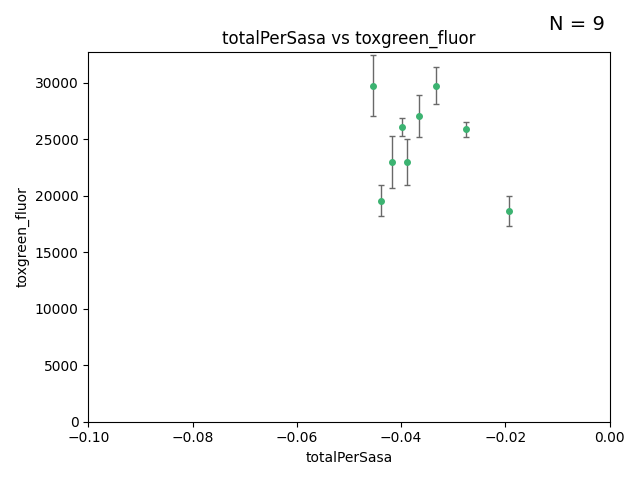 N = 9
totalPerSasa vs toxgreen_fluor
30000
25000
20000
15000
10000
5000
0
toxgreen_fluor
−0.10 −0.08 −0.06 −0.04 −0.02 0.00
totalPerSasa